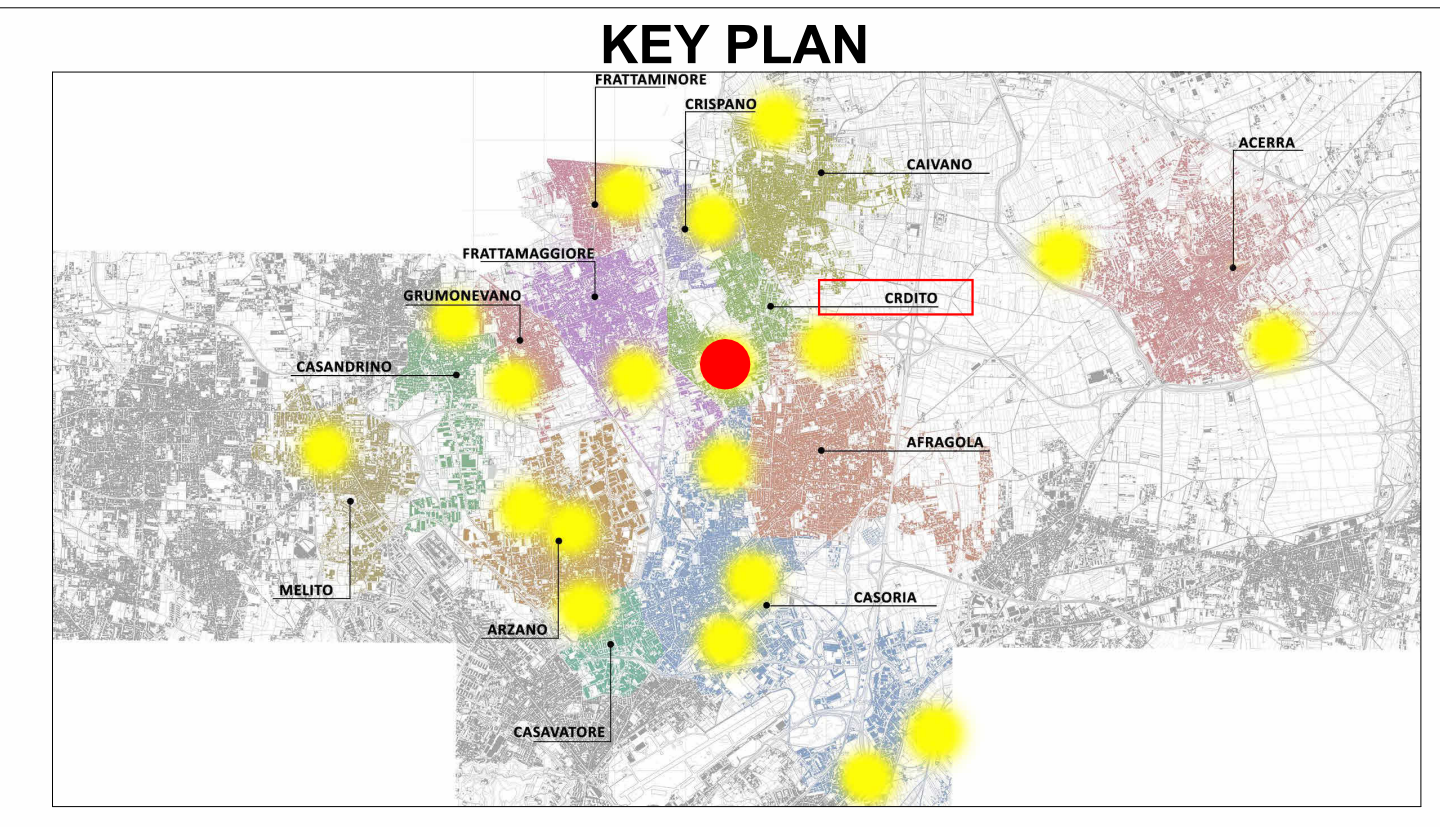 KEY PLAN
FRATTAMINORE
CRISPANO
ACERRA
CAIVANO
FRATTAMAGGIORE
GRUMONEVANO
CRDITO
CASANDRINO
AFRAGOLA
MELITO
CASORIA
ARZANO
CASAVATORE